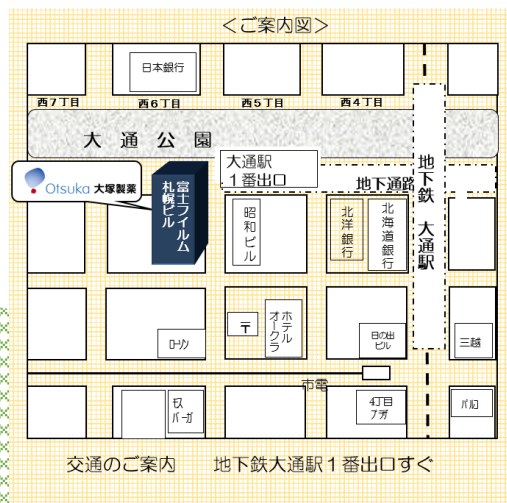 ＜ご案内図＞
日本銀行
西７丁目
西６丁目
西５丁目
西４丁目
大通公園
大通駅
１番出口
地下通路
地下鉄 大通駅
Otsuka 大塚製薬
富士フイルム
札幌ビル
昭和ビル
北洋銀行
北海道銀行
〒
ホテル
オークラ
ローソン
日の出
ビル
三越
市電
モス
バーガー
4丁目
プラザ
パルコ
交通のご案内　地下鉄大通駅１番出口すぐ